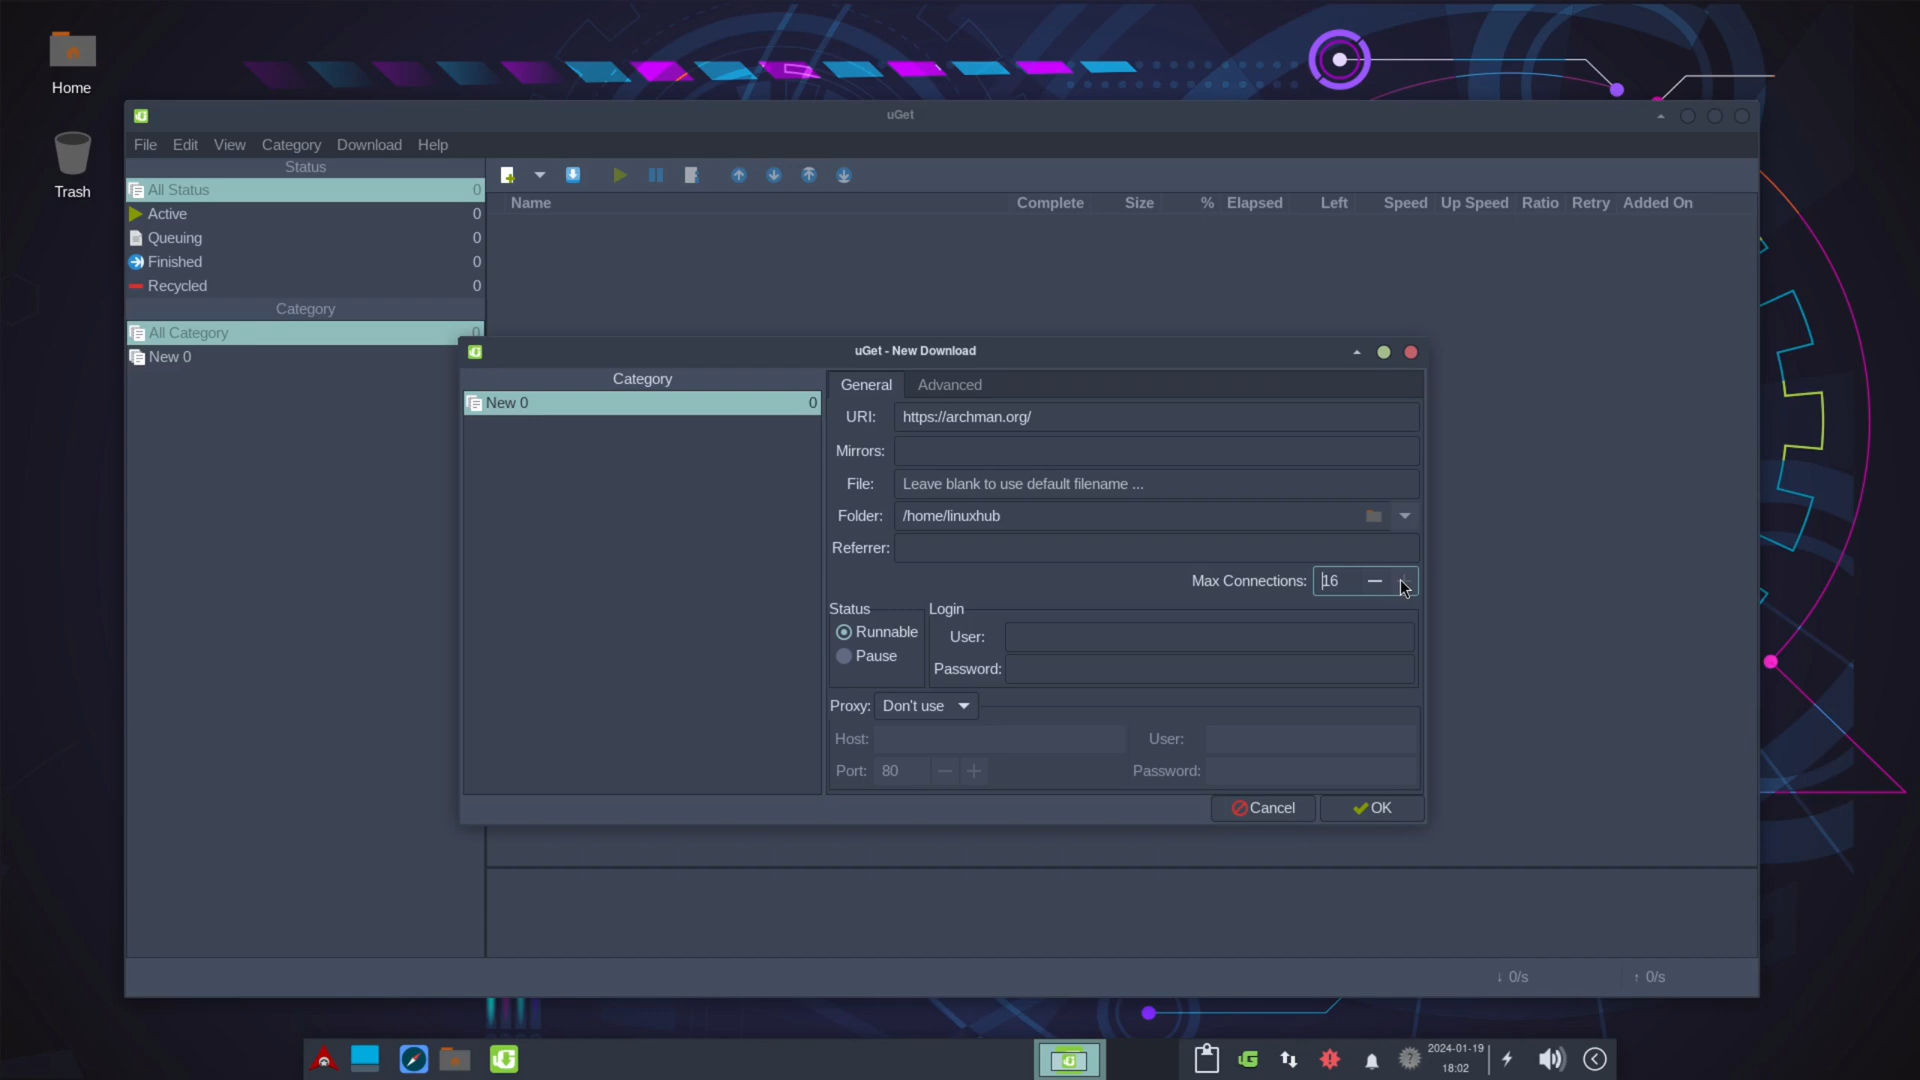 Home
Trash
uGet
File Edit View Category Download Help
Status
All Status 0
Active 0
Queuing 0
Finished 0
Recycled 0
Category
All Category 0
New 0
Name Complete Size % Elapsed Left Speed Up Speed Ratio Retry Added On
uGet - New Download
Category
New 0 0
General Advanced
URI: https://archman.org/
Mirrors:
File: Leave blank to use default filename ...
Folder: /home/linuxhub
Referrer:
Max Connections: 16
Status
Runnable
Pause
Login
User:
Password:
Proxy: Don't use
Host: User:
Port: 80 Password:
Cancel OK
↓ 0/s ↑ 0/s
2024-01-19
18:02